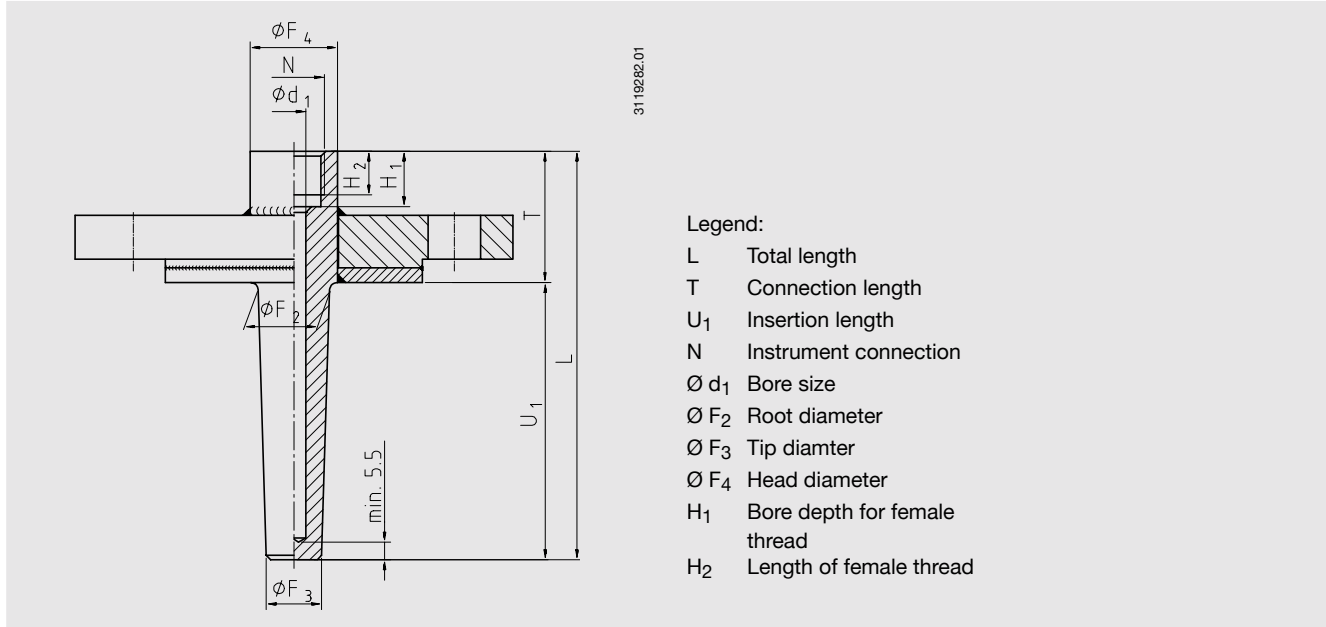 ØF4
N
Ød1
3119282.01
H2
H1
T
ØF2
L
U1
min. 5.5
ØF3
Legend:
L Total length
T Connection length
U1 Insertion length
N Instrument connection
Ø d1 Bore size
Ø F2 Root diameter
Ø F3 Tip diamter
Ø F4 Head diameter
H1 Bore depth for female
thread
H2 Length of female thread